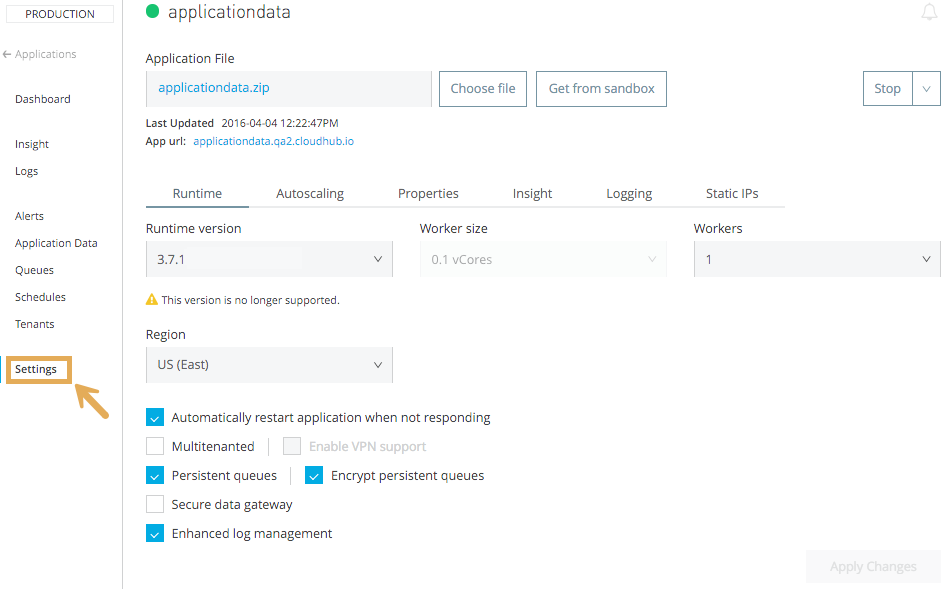 PRODUCTION
← Applications
Dashboard
Insight
Logs
Alerts
Application Data
Queues
Schedules
Tenants
Settings
applicationdata
Application File
applicationdata.zip
Choose file
Get from sandbox
Stop
Last Updated 2016-04-04 12:22:47PM
App url: applicationdata.qa2.cloudhub.io
Runtime Autoscaling Properties Insight Logging Static IPs
Runtime version Worker size Workers
3.7.1 0.1 vCores 1
This version is no longer supported.
Region
US (East)
Automatically restart application when not responding
Multitenanted Enable VPN support
Persistent queues Encrypt persistent queues
Secure data gateway
Enhanced log management
Apply Changes